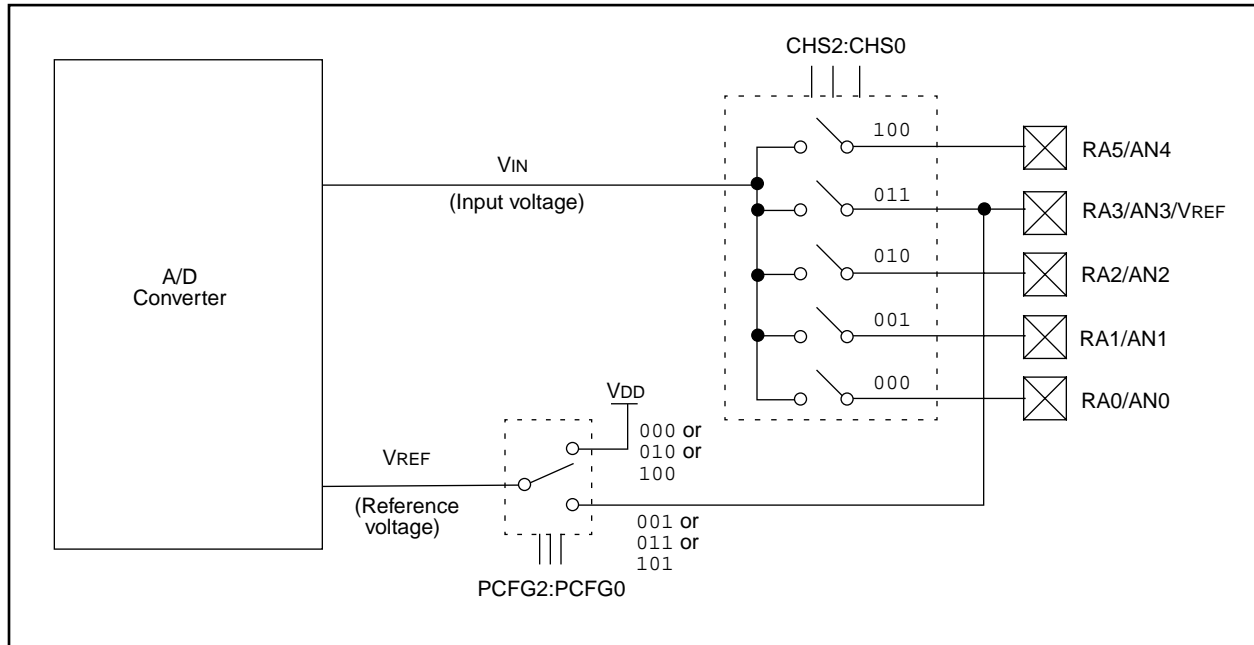 CHS2:CHS0
100
RA5/AN4
VIN
(Input voltage)
011
RA3/AN3/VREF
A/D
Converter
010
RA2/AN2
001
RA1/AN1
000
RA0/AN0
VDD
000 or
010 or
100
VREF
(Reference
voltage)
001 or
011 or
101
PCFG2:PCFG0